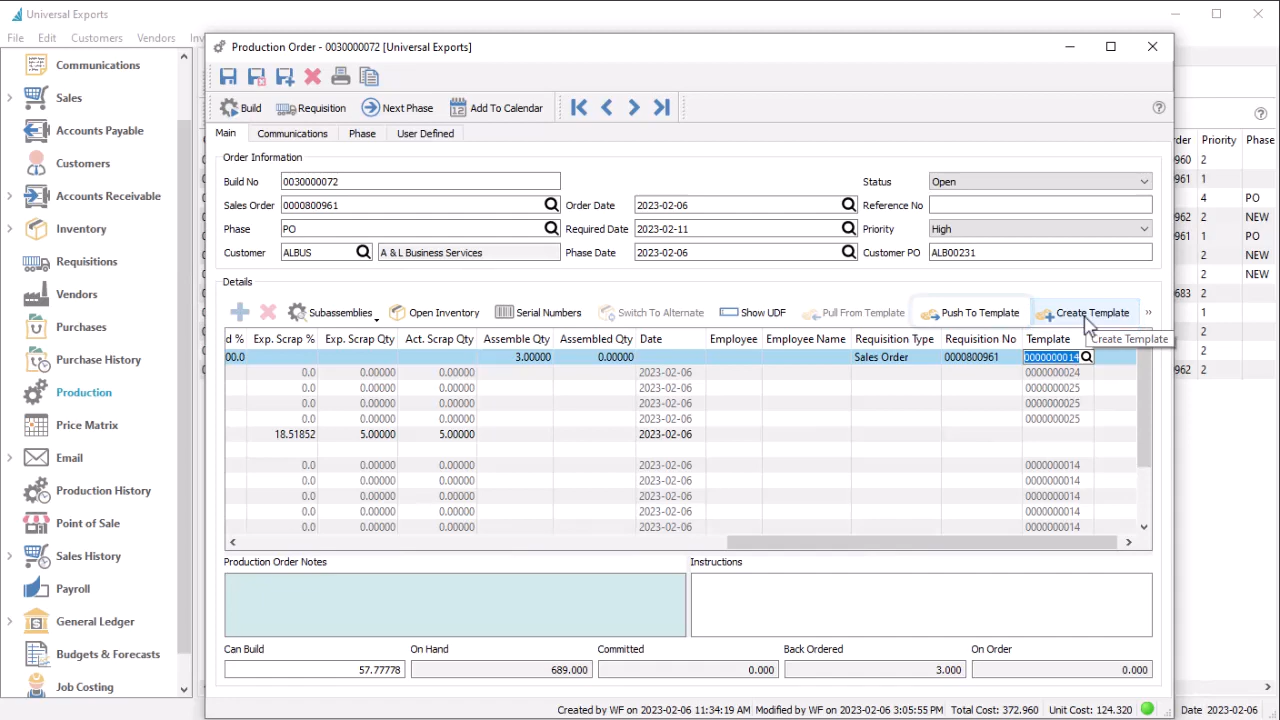 Universal Exports
File Edit Customers Vendors
Communications
Sales
Accounts Payable
Customers
Accounts Receivable
Inventory
Requisitions
Vendors
Purchases
Purchase History
Production
Price Matrix
Email
Production History
Point of Sale
Sales History
Payroll
General Ledger
Budgets & Forecasts
Job Costing
Production Order - 0030000072 [Universal Exports]
Build Requisition Next Phase 12 Add To Calendar
Main Communications Phase User Defined
Order Information
Build No 0030000072 Status Open
Sales Order 0000800961 Order Date 2023-02-06 Reference No
Phase PO Required Date 2023-02-11 Priority High
Customer ALBUS A & L Business Services Phase Date 2023-02-06 Customer PO ALB00231
Details
Subassemblies Open Inventory Serial Numbers Switch To Alternate Show UDF Pull From Template Push To Template Create Template »
d % Exp. Scrap % Exp. Scrap Qty Act. Scrap Qty Assemble Qty Assembled Qty Date Employee Employee Name Requisition Type Requisition No Template
Create Template
00.0 3.00000 0.00000 Sales Order 0000800961 0000000014
0.0 0.00000 0.00000 2023-02-06 0000000024
0.0 0.00000 0.00000 2023-02-06 0000000025
0.0 0.00000 0.00000 2023-02-06 0000000025
0.0 0.00000 0.00000 2023-02-06 0000000025
18.51852 5.00000 5.00000 2023-02-06
0.0 0.00000 0.00000 2023-02-06 0000000014
0.0 0.00000 0.00000 2023-02-06 0000000014
0.0 0.00000 0.00000 2023-02-06 0000000014
0.0 0.00000 0.00000 2023-02-06 0000000014
0.0 0.00000 0.00000 2023-02-06 0000000014
Production Order Notes Instructions
Can Build On Hand Committed Back Ordered On Order
57.77778 689.000 0.000 3.000 0.000
Created by WF on 2023-02-06 11:34:19 AM Modified by WF on 2023-02-06 3:05:55 PM Total Cost: 372.960 Unit Cost: 124.320
der Priority Phase
960 2
961 1
4 PO
962 2 NEW
961 1 PO
2 NEW
2 NEW
683 2
1
2
2
962 2
Date 2023-02-06